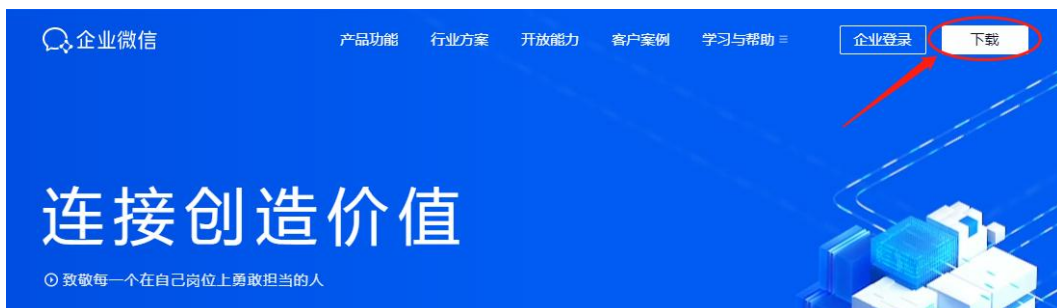 企业微信 产品功能 行业方案 开放能力 客户案例 学习与帮助 企业登录 下载
连接创造价值
致敬每一个在自己岗位上勇敢担当的人